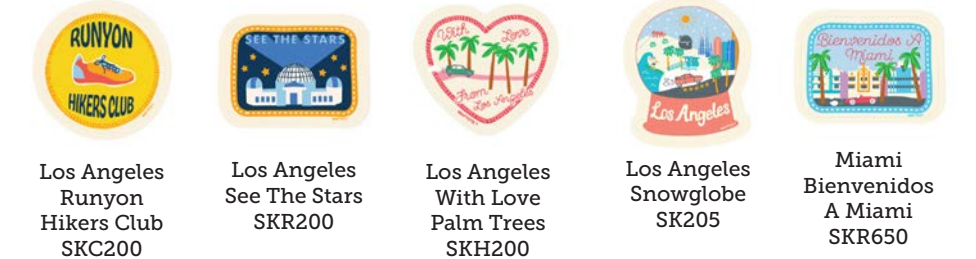 RUNYON
HIKERS CLUB
Los Angeles
Runyon
Hikers Club
SKC200
SEE THE STARS
Los Angeles
See The Stars
SKR200
With Love
From
Los Angeles
Los Angeles
With Love
Palm Trees
SKH200
Los Angeles
Los Angeles
Snowglobe
SK205
Bienvenidos A
Miami
Miami
Bienvenidos
A Miami
SKR650